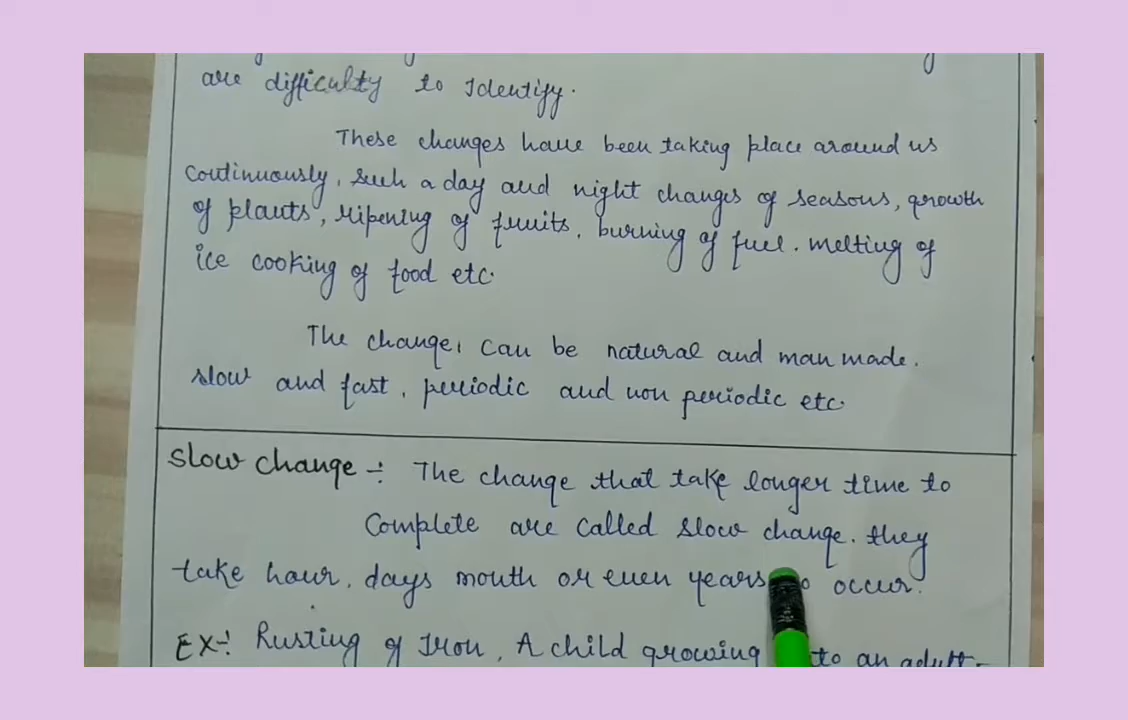 are difficulty to Identify.
These changes have been taking place around us
continuously, such a day and night changes of seasons, growth
of plants, ripening of fruits, burning of fuel. melting of
ice cooking of food etc.
The change, can be natural and man made.
slow and fast, periodic and non periodic etc.
Slow change -: The change that take longer time to
Complete are called slow change. they
take hour, days mouth or even years to occur.
EX-: Rusting of Iron, A child growing to an adult-